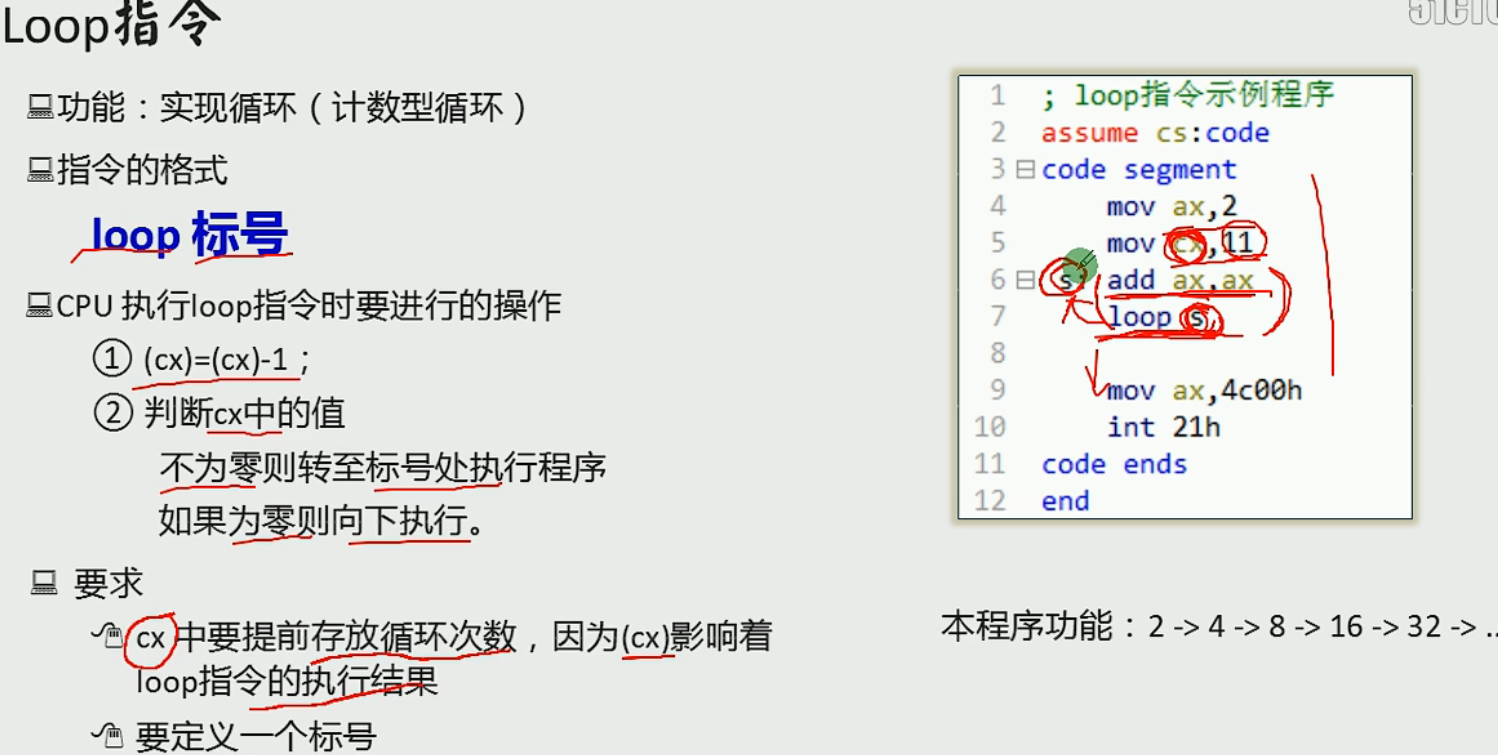 Loop指令
功能：实现循环（计数型循环）
指令的格式
loop 标号
CPU 执行loop指令时要进行的操作
① (cx)=(cx)-1；
② 判断cx中的值
不为零则转至标号处执行程序
如果为零则向下执行。
要求
cx 中要提前存放循环次数，因为(cx)影响着
loop指令的执行结果
要定义一个标号
1 ; loop指令示例程序
2 assume cs:code
3 code segment
4 mov ax,2
5 mov cx,11
6 s: add ax,ax
7 loop s
8
9 mov ax,4c00h
10 int 21h
11 code ends
12 end
本程序功能：2 -> 4 -> 8 -> 16 -> 32 -> ..